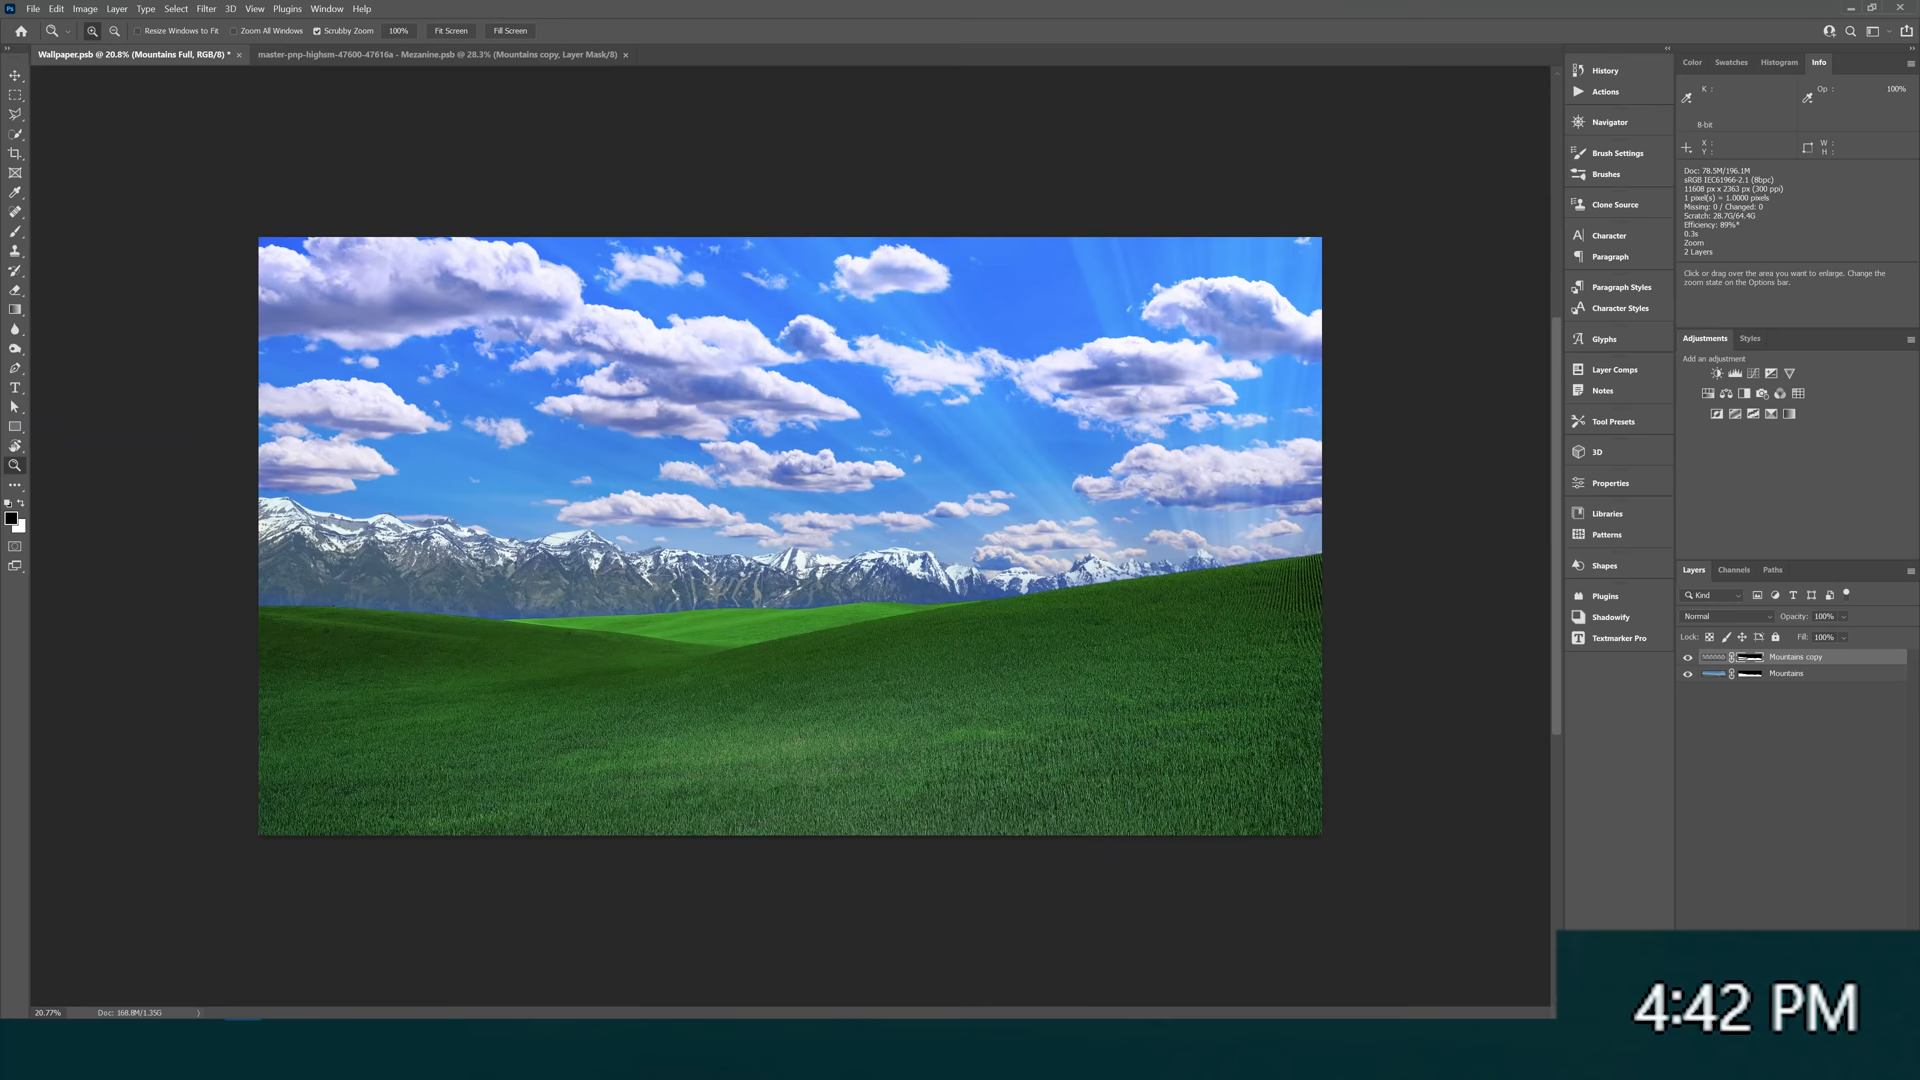 Ps File Edit Image Layer Type Select Filter 3D View Plugins Window Help
Resize Windows to Fit Zoom All Windows Scrubby Zoom 100% Fit Screen Fill Screen
Wallpaper.psb @ 20.8% (Mountains Full, RGB/8) * × master-pnp-highsm-47600-47616a - Mezanine.psb @ 28.3% (Mountains copy, Layer Mask/8) ×
History
Actions
Navigator
Brush Settings
Brushes
Clone Source
Character
Paragraph
Paragraph Styles
Character Styles
Glyphs
Layer Comps
Notes
Tool Presets
3D
Properties
Libraries
Patterns
Shapes
Plugins
Shadowify
Textmarker Pro
Color Swatches Histogram Info
K : Op : 100%
8-bit
X : W :
Y : H :
Doc: 78.5M/196.1M
sRGB IEC61966-2.1 (8bpc)
11608 px x 2363 px (300 ppi)
1 pixel(s) = 1.0000 pixels
Missing: 0 / Changed: 0
Scratch: 28.7G/64.4G
Efficiency: 89%*
0.3s
Zoom
2 Layers
Click or drag over the area you want to enlarge. Change the
zoom state on the Options bar.
Adjustments Styles
Add an adjustment
Layers Channels Paths
Kind
Normal Opacity: 100%
Lock: Fill: 100%
Mountains copy
Mountains
20.77% Doc: 168.8M/1.35G
4:42 PM